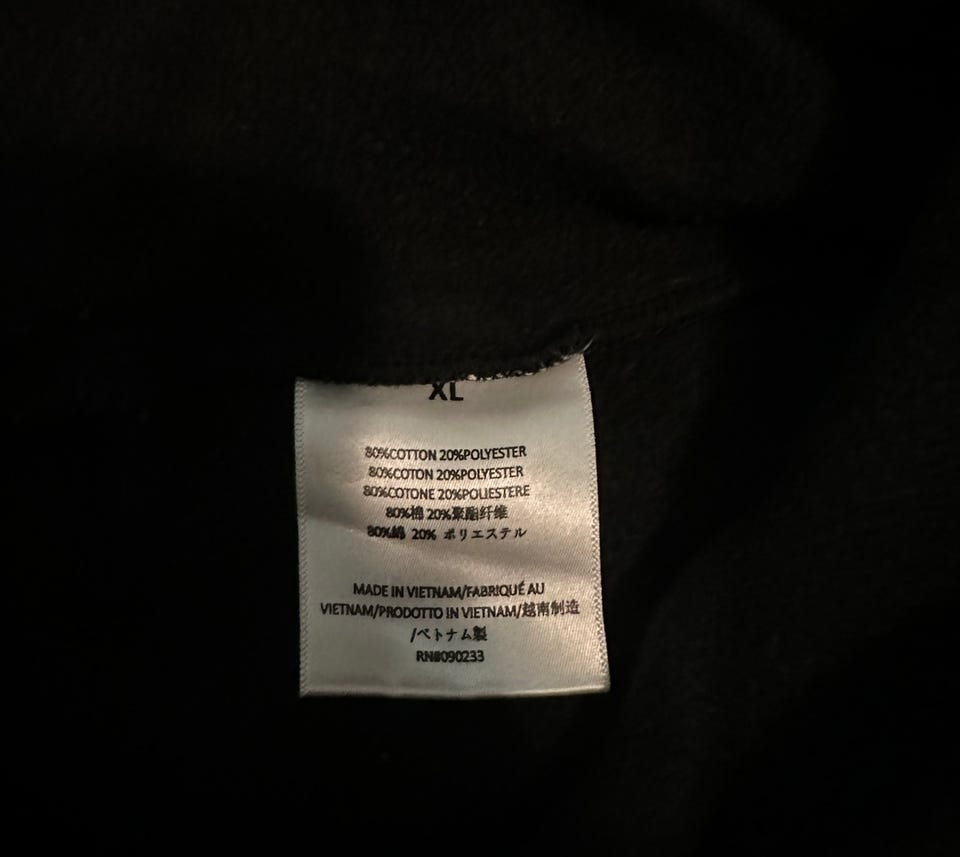 XL
80%COTTON 20%POLYESTER
80%COTON 20%POLYESTER
80%COTONE 20%POLIESTERE
80%棉 20%聚酯纤维
80%綿 20% ポリエステル
MADE IN VIETNAM/FABRIQUÉ AU
VIETNAM/PRODOTTO IN VIETNAM/越南制造
/ベトナム製
RN#090233